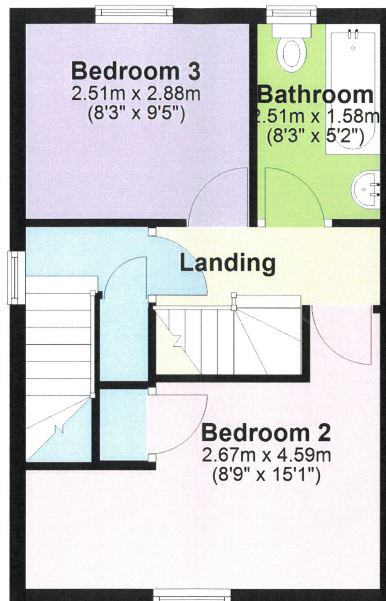 Bedroom 3
2.51m x 2.88m
(8'3" x 9'5")
Bathroom
2.51m x 1.58m
(8'3" x 5'2")
Landing
Bedroom 2
2.67m x 4.59m
(8'9" x 15'1")